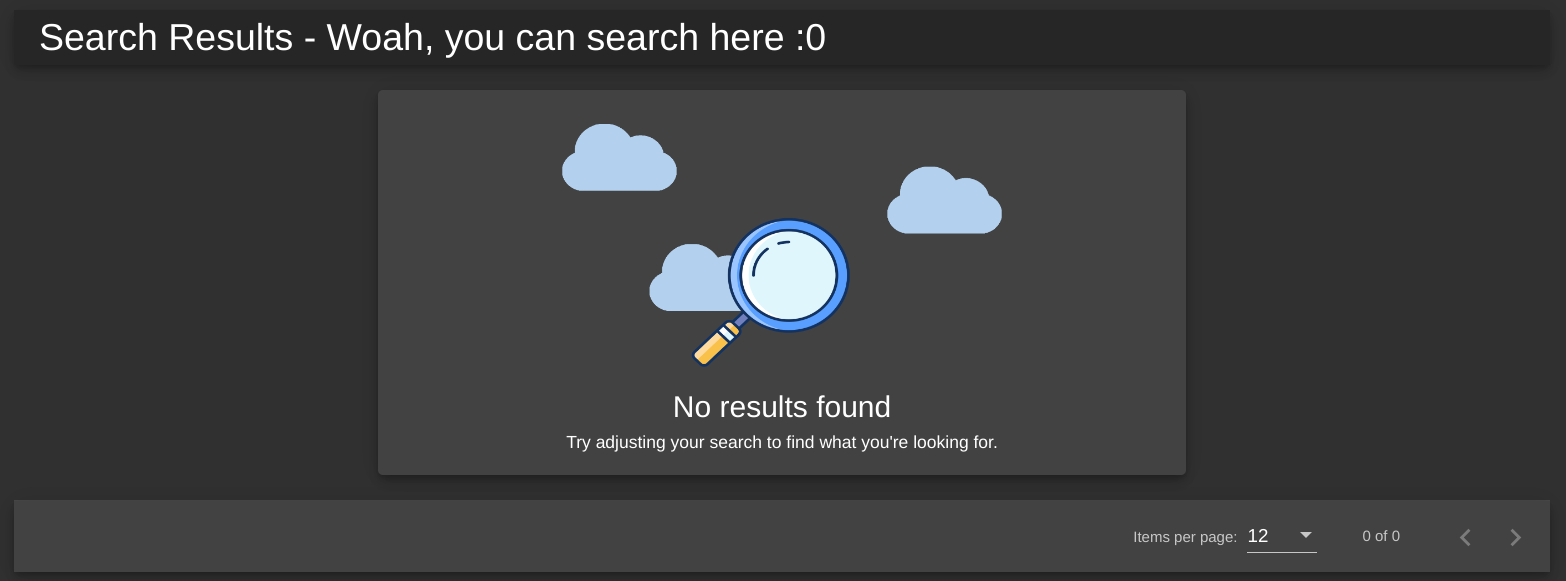 Search Results - Woah, you can search here :0
No results found
Try adjusting your search to find what you're looking for.
Items per page: 12 0 of 0